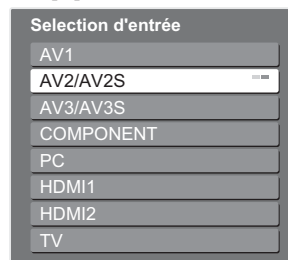 Selection d'entrée
AV1
AV2/AV2S
AV3/AV3S
COMPONENT
PC
HDMI1
HDMI2
TV